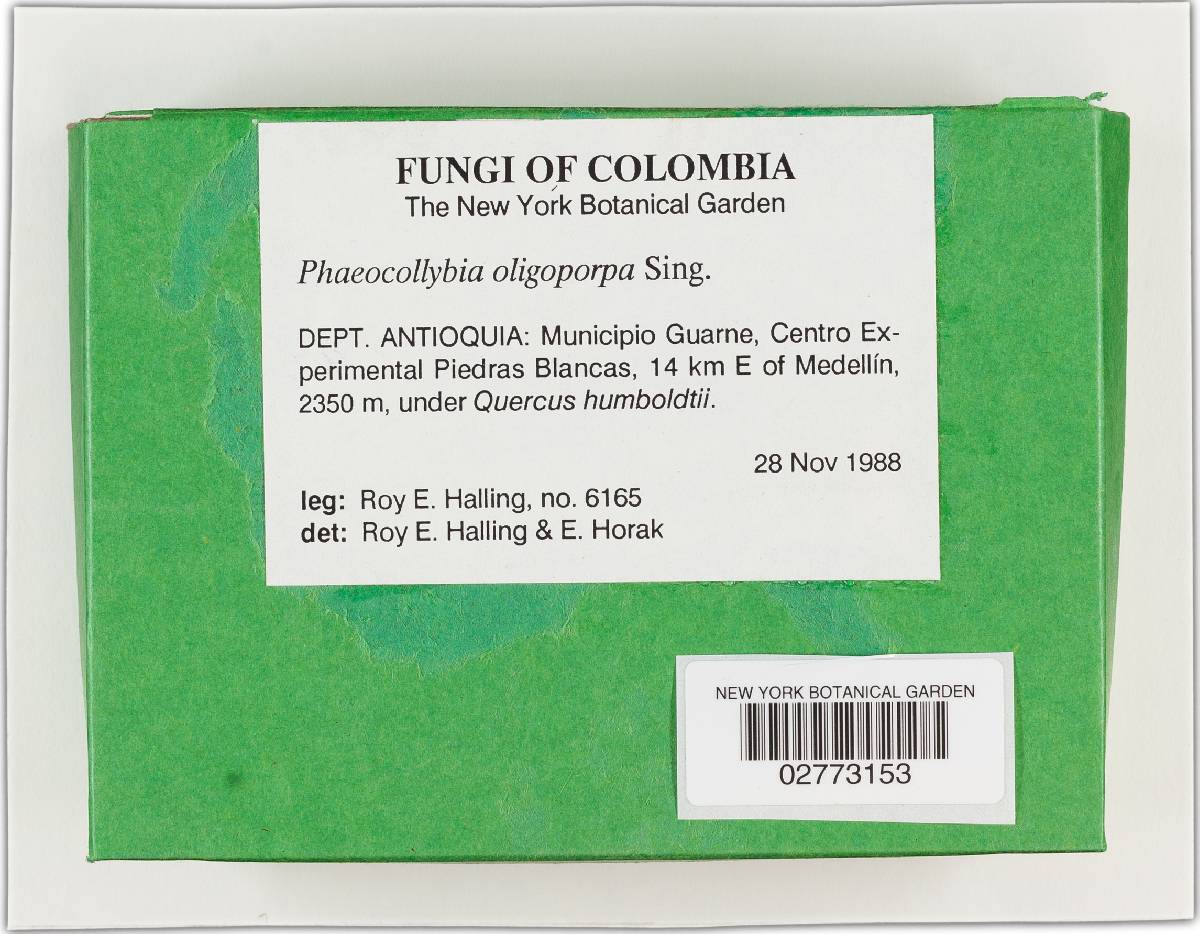 FUNGI OF COLOMBIA
The New York Botanical Garden
Phaeocollybia oligoporpa Sing.
DEPT. ANTIOQUIA: Municipio Guarne, Centro Ex-
perimental Piedras Blancas, 14 km E of Medellín,
2350 m, under Quercus humboldtii.
28 Nov 1988
leg: Roy E. Halling, no. 6165
det: Roy E. Halling & E. Horak
NEW YORK BOTANICAL GARDEN
02773153